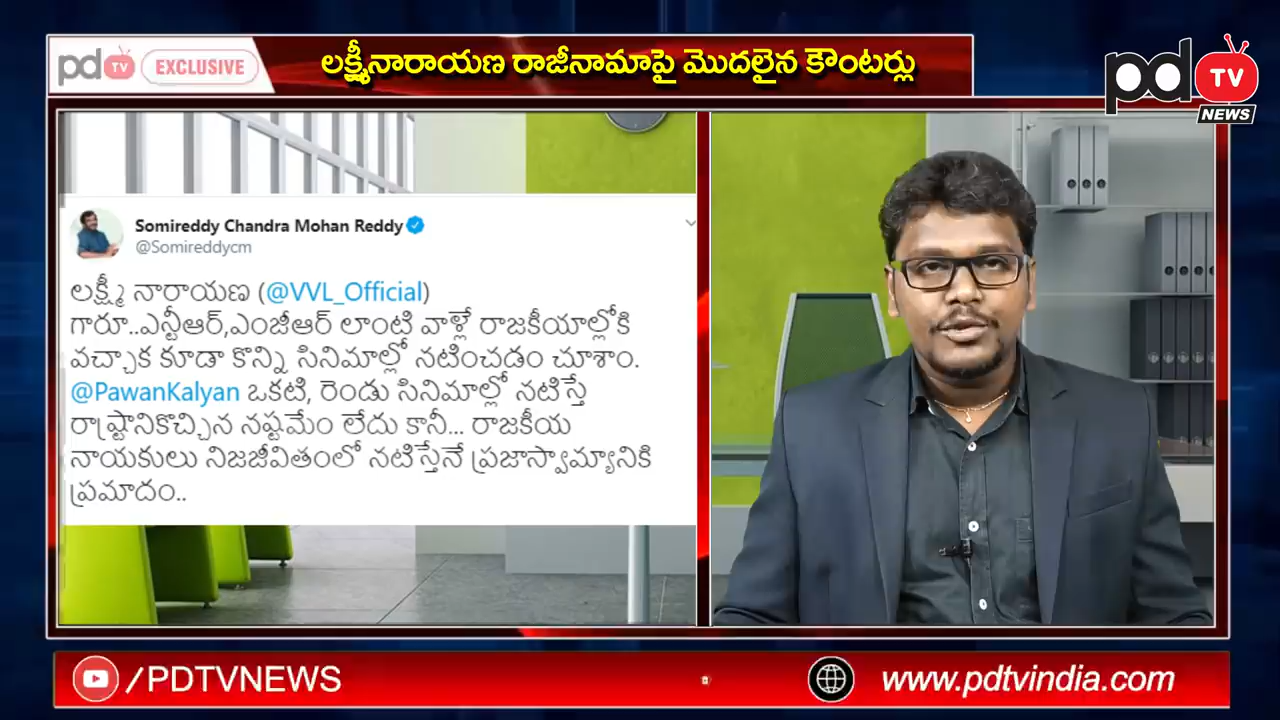 pd TV EXCLUSIVE
లక్ష్మీనారాయణ రాజీనామాపై మొదలైన కౌంటర్లు
pd TV NEWS
Somireddy Chandra Mohan Reddy
@Somireddycm
లక్ష్మీ నారాయణ (@VVL_Official)
గారూ..ఎన్టీఆర్,ఎంజీఆర్ లాంటి వాళ్లే రాజకీయాల్లోకి
వచ్చాక కూడా కొన్ని సినిమాల్లో నటించడం చూశాం.
@PawanKalyan ఒకటి, రెండు సినిమాల్లో నటిస్తే
రాష్ట్రానికొచ్చిన నష్టమేం లేదు కానీ... రాజకీయ
నాయకులు నిజజీవితంలో నటిస్తేనే ప్రజాస్వామ్యానికి
ప్రమాదం..
/PDTVNEWS
www.pdtvindia.com